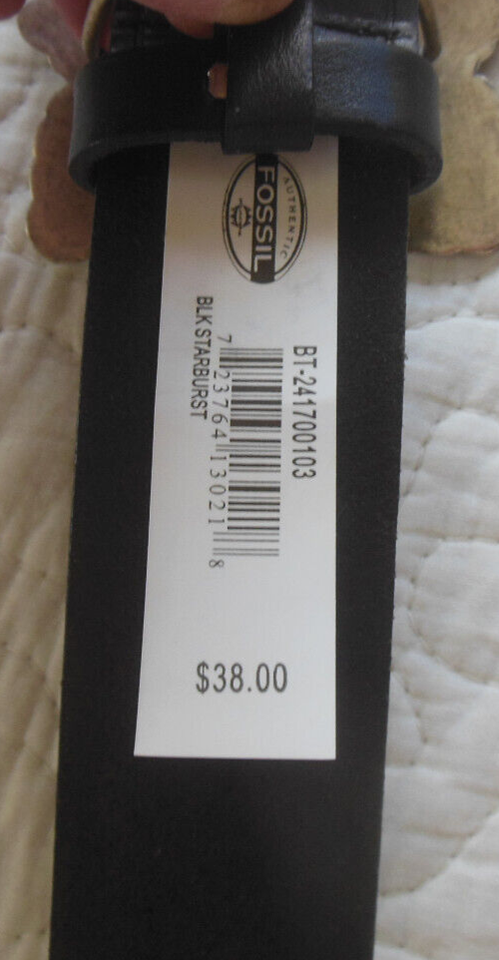 AUTHENTIC
FOSSIL
BT-241700103
7 23764 13021 8
BLK STARBURST
$38.00